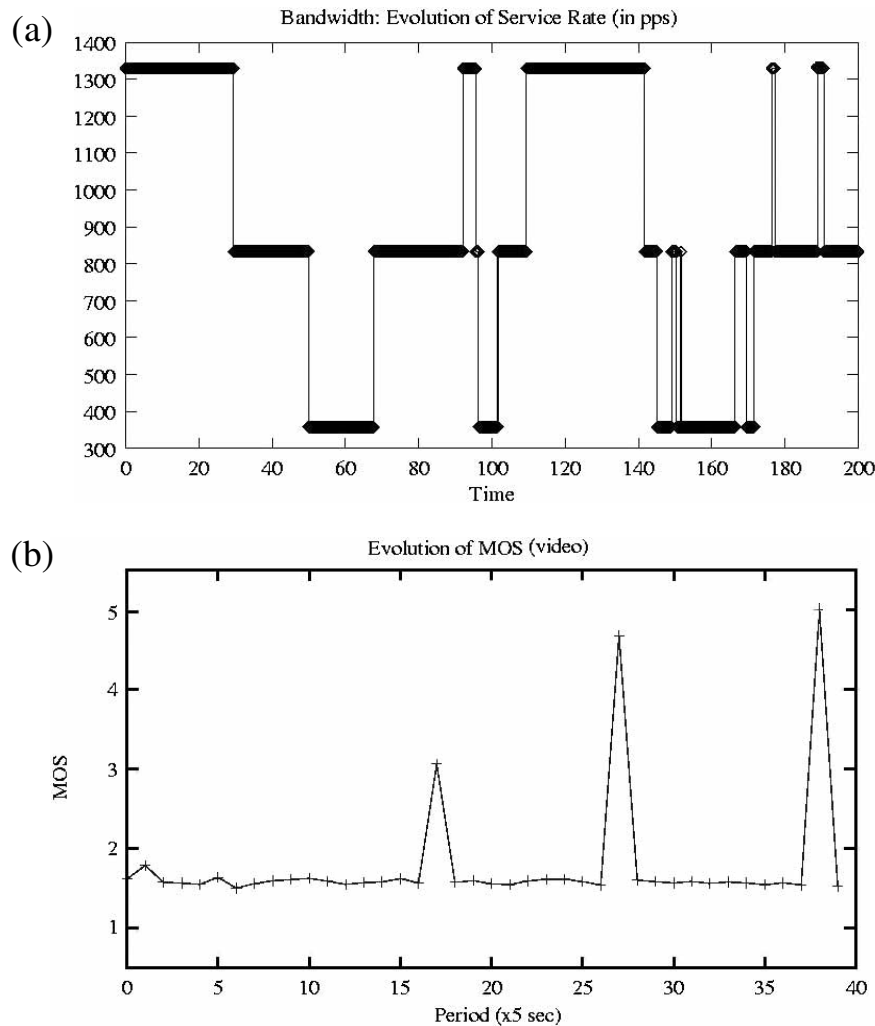 (a)
Bandwidth: Evolution of Service Rate (in pps)
1400
1300
1200
1100
1000
900
800
700
600
500
400
300
0 20 40 60 80 100 120 140 160 180 200
Time
(b)
Evolution of MOS (video)
5
4
3
2
1
MOS
0 5 10 15 20 25 30 35 40
Period (x5 sec)